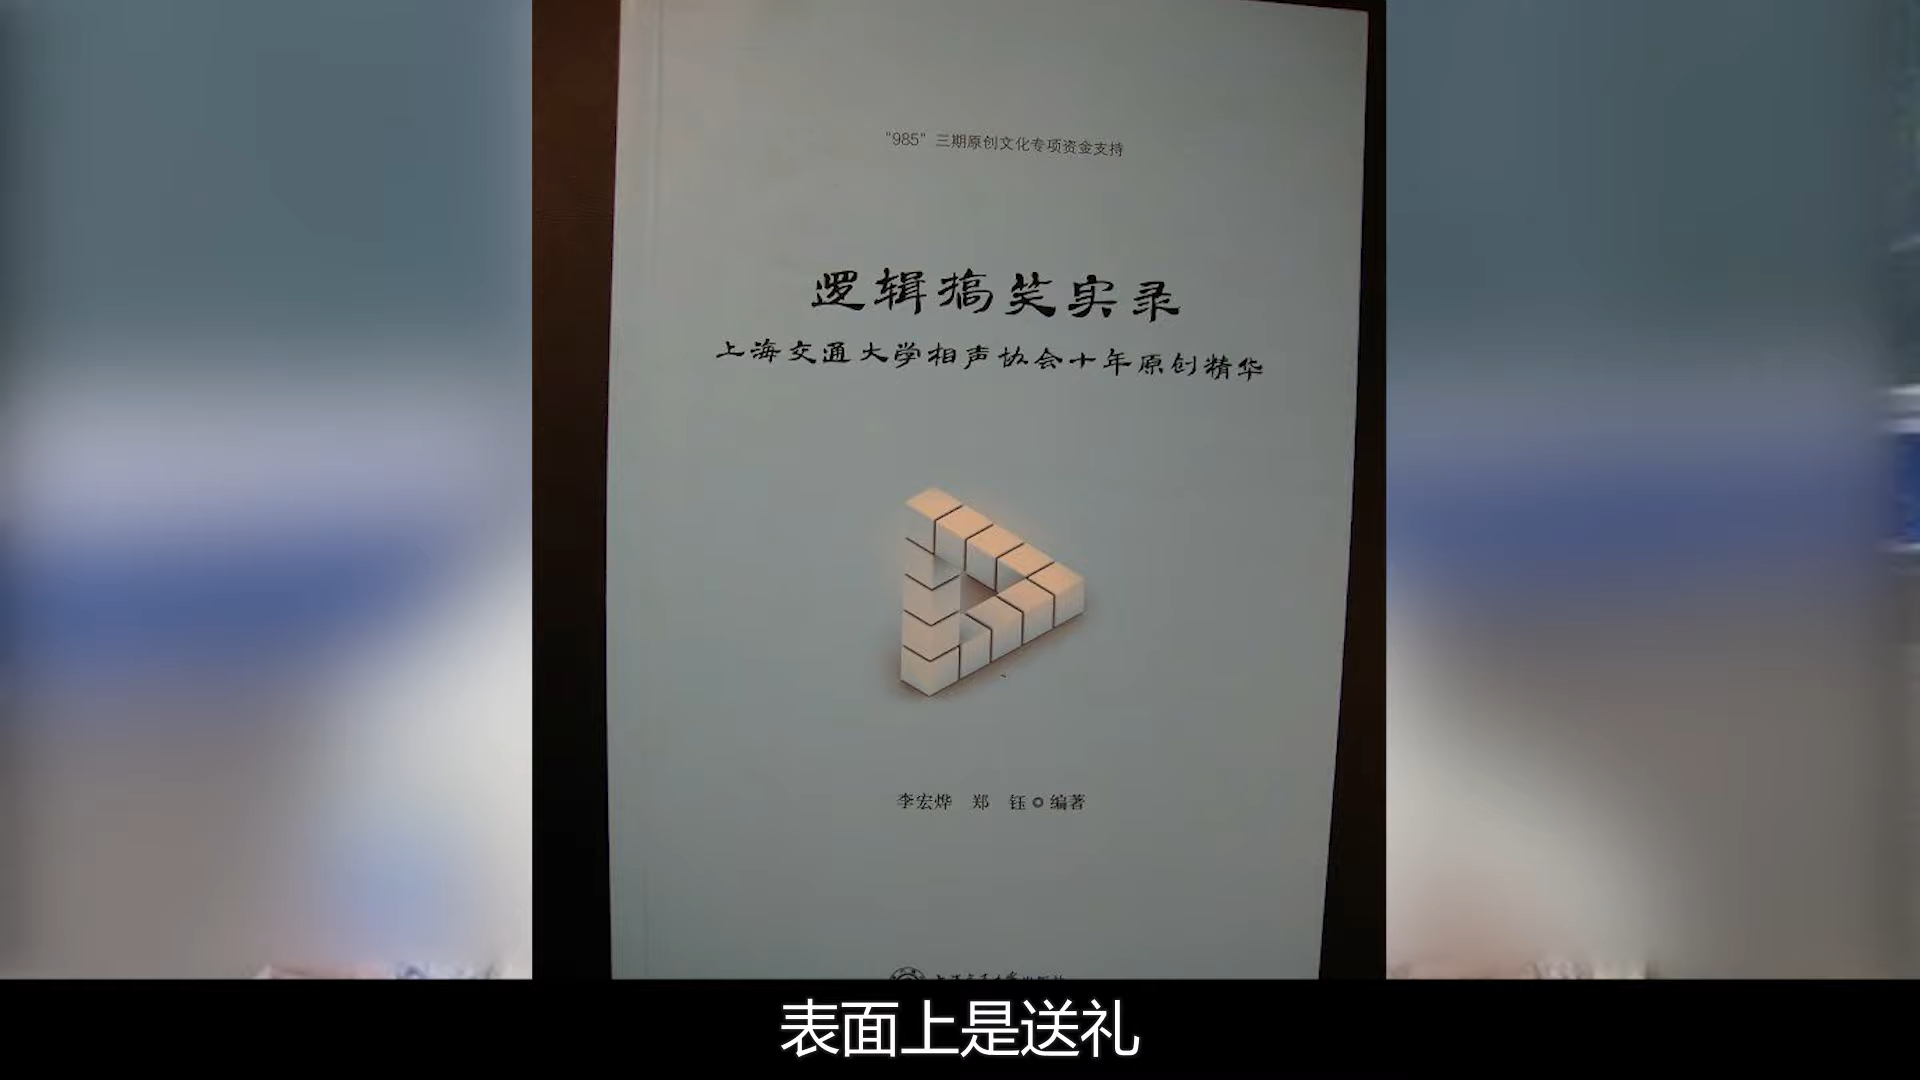 "985"三期原创文化专项资金支持
逻辑搞笑实录
上海交通大学相声协会十年原创精华
李宏烨 郑钰◎编著
表面上是送礼